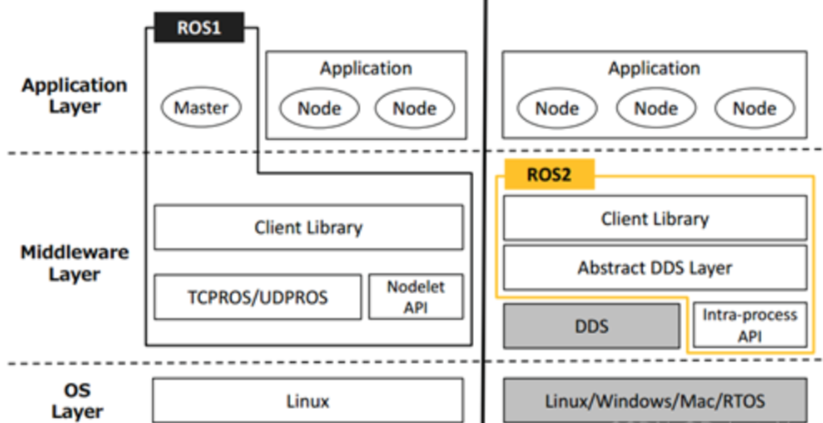 ROS1
Application
Layer
Master
Application
Node Node
Application
Node Node Node
Middleware
Layer
Client Library
TCPROS/UDPROS
Nodelet
API
ROS2
Client Library
Abstract DDS Layer
DDS
Intra-process
API
OS
Layer
Linux
Linux/Windows/Mac/RTOS